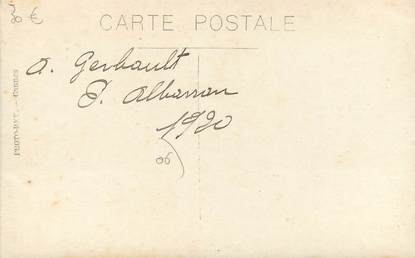 30 €
CARTE POSTALE
A. Gerbault
P. Albarran
1920
06